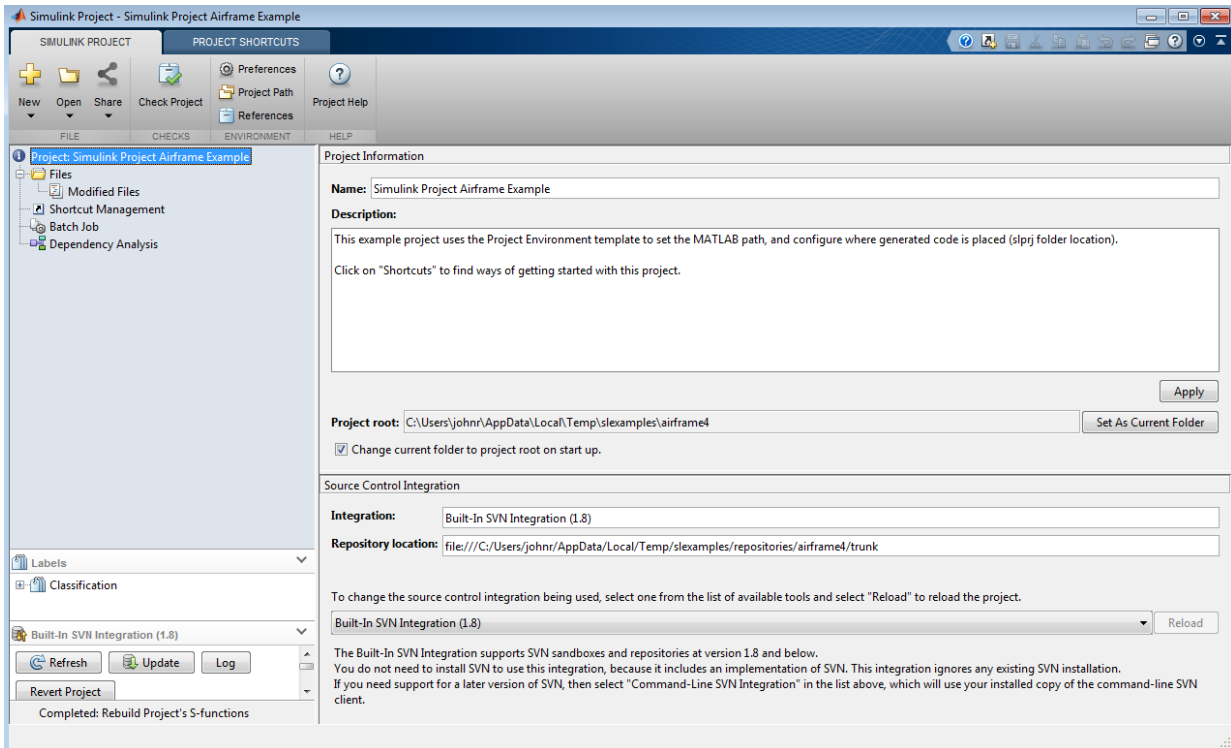 Simulink Project - Simulink Project Airframe Example
SIMULINK PROJECT
PROJECT SHORTCUTS
New
Open
Share
Check Project
Preferences
Project Path
References
Project Help
FILE
CHECKS
ENVIRONMENT
HELP
Project: Simulink Project Airframe Example
Files
Modified Files
Shortcut Management
Batch Job
Dependency Analysis
Labels
Classification
Built-In SVN Integration (1.8)
Refresh
Update
Log
Revert Project
Completed: Rebuild Project's S-functions
Project Information
Name: Simulink Project Airframe Example
Description:
This example project uses the Project Environment template to set the MATLAB path, and configure where generated code is placed (slprj folder location).
Click on "Shortcuts" to find ways of getting started with this project.
Apply
Project root: C:\Users\johnr\AppData\Local\Temp\slexamples\airframe4
Set As Current Folder
Change current folder to project root on start up.
Source Control Integration
Integration: Built-In SVN Integration (1.8)
Repository location: file:///C:/Users/johnr/AppData/Local/Temp/slexamples/repositories/airframe4/trunk
To change the source control integration being used, select one from the list of available tools and select "Reload" to reload the project.
Built-In SVN Integration (1.8)
Reload
The Built-In SVN Integration supports SVN sandboxes and repositories at version 1.8 and below.
You do not need to install SVN to use this integration, because it includes an implementation of SVN. This integration ignores any existing SVN installation.
If you need support for a later version of SVN, then select "Command-Line SVN Integration" in the list above, which will use your installed copy of the command-line SVN
client.